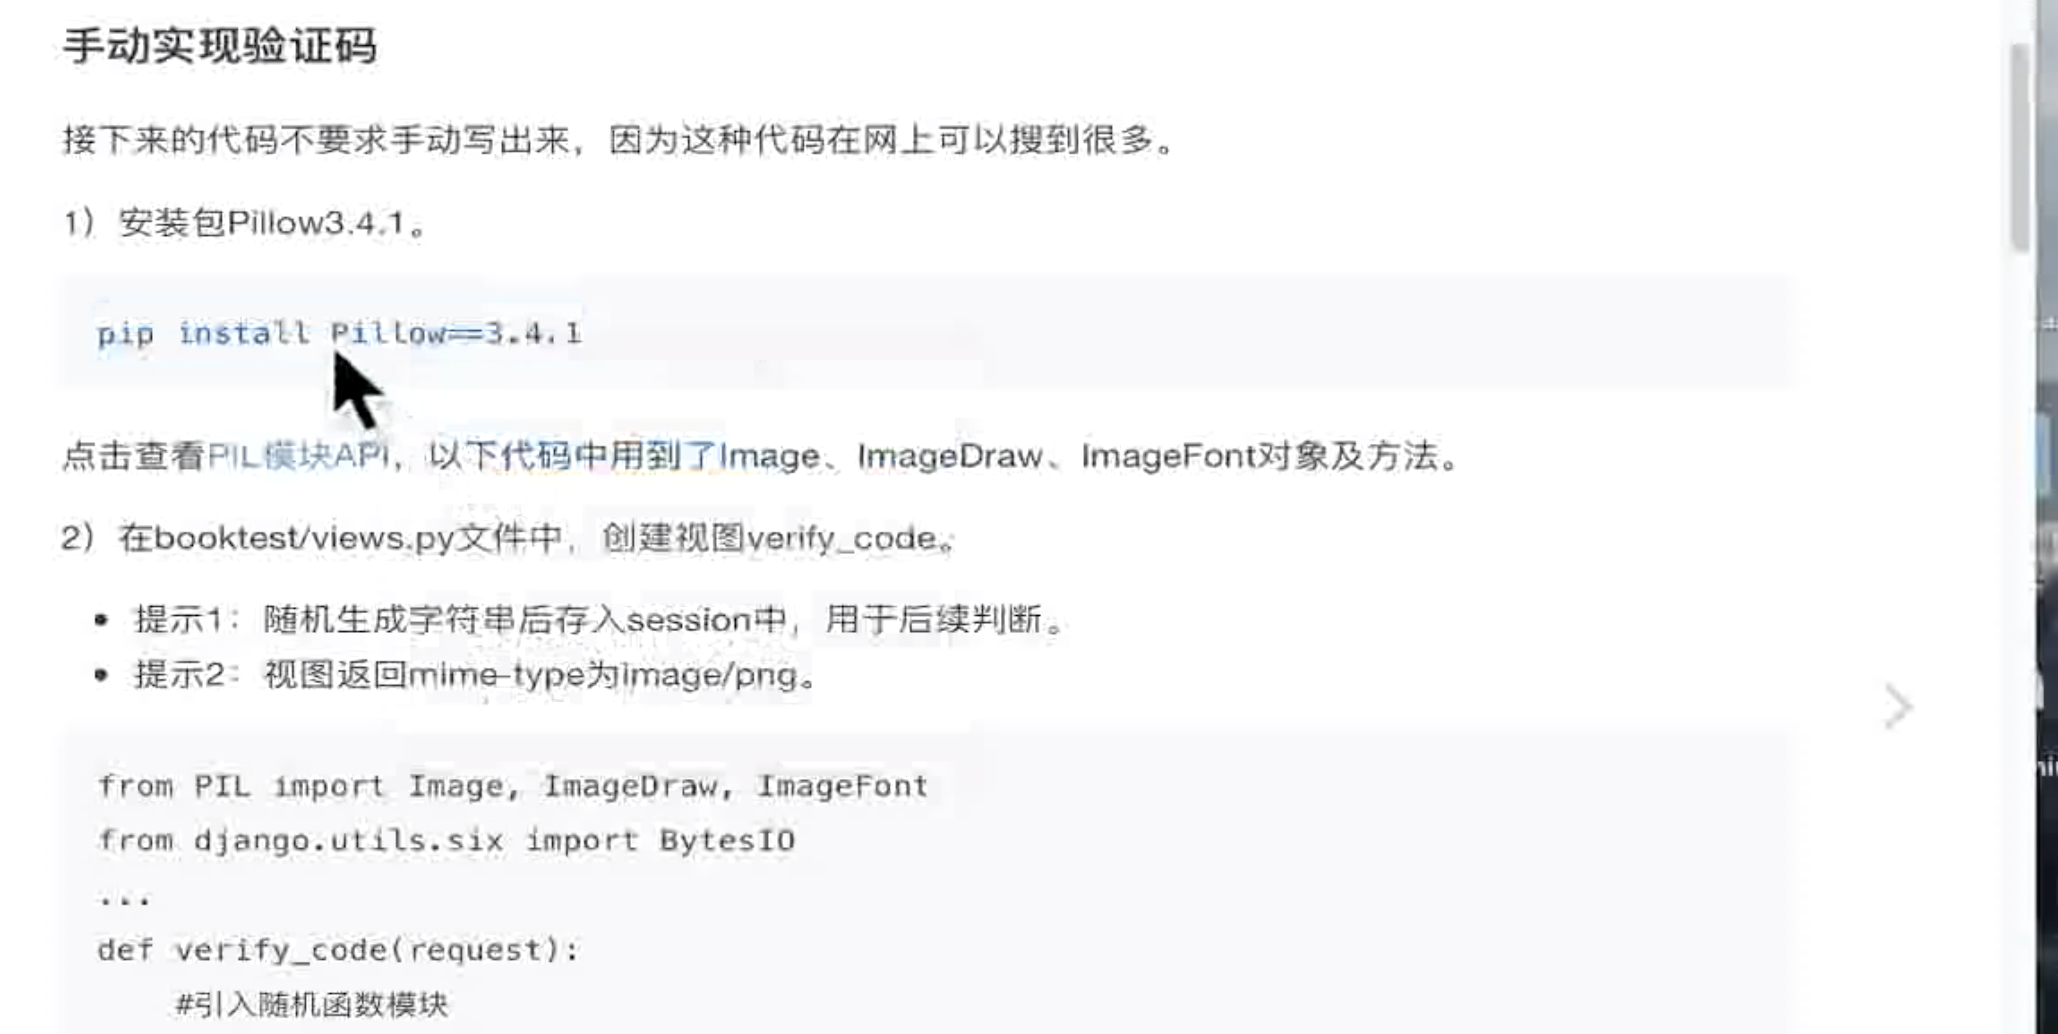 手动实现验证码
接下来的代码不要求手动写出来，因为这种代码在网上可以搜到很多。
1）安装包Pillow3.4.1。
pip install Pillow==3.4.1
点击查看PIL模块API，以下代码中用到了Image、ImageDraw、ImageFont对象及方法。
2）在booktest/views.py文件中，创建视图verify_code。
• 提示1：随机生成字符串后存入session中，用于后续判断。
• 提示2：视图返回mime-type为image/png。
from PIL import Image, ImageDraw, ImageFont
from django.utils.six import BytesIO
...
def verify_code(request):
#引入随机函数模块